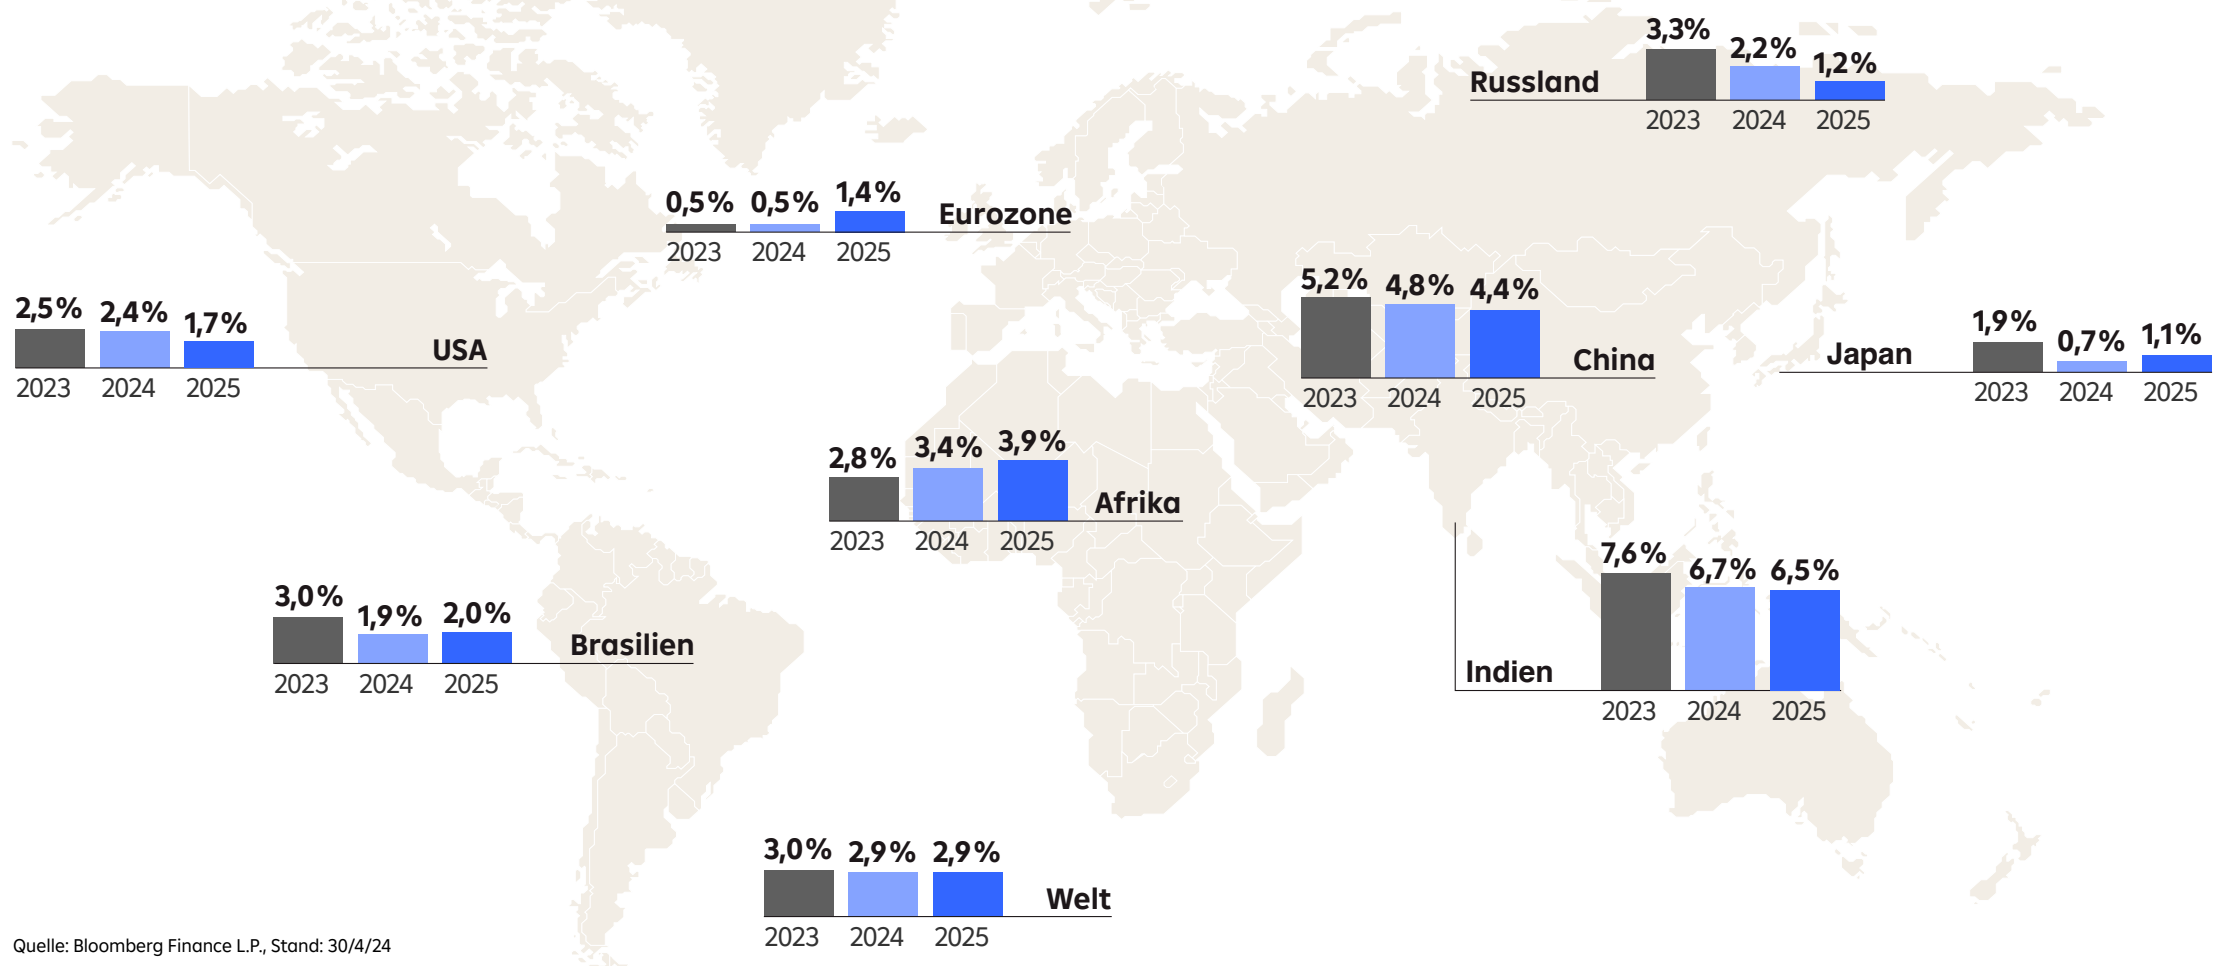 3,3% 2,2% 1,2%
Russland
2023 2024 2025
0,5% 0,5% 1,4%
Eurozone
2023 2024 2025
2,5% 2,4% 1,7%
USA
2023 2024 2025
5,2% 4,8% 4,4%
China
2023 2024 2025
1,9% 0,7% 1,1%
Japan
2023 2024 2025
2,8% 3,4% 3,9%
Afrika
2023 2024 2025
3,0% 1,9% 2,0%
Brasilien
2023 2024 2025
7,6% 6,7% 6,5%
Indien
2023 2024 2025
3,0% 2,9% 2,9%
Welt
2023 2024 2025
Quelle: Bloomberg Finance L.P., Stand: 30/4/24